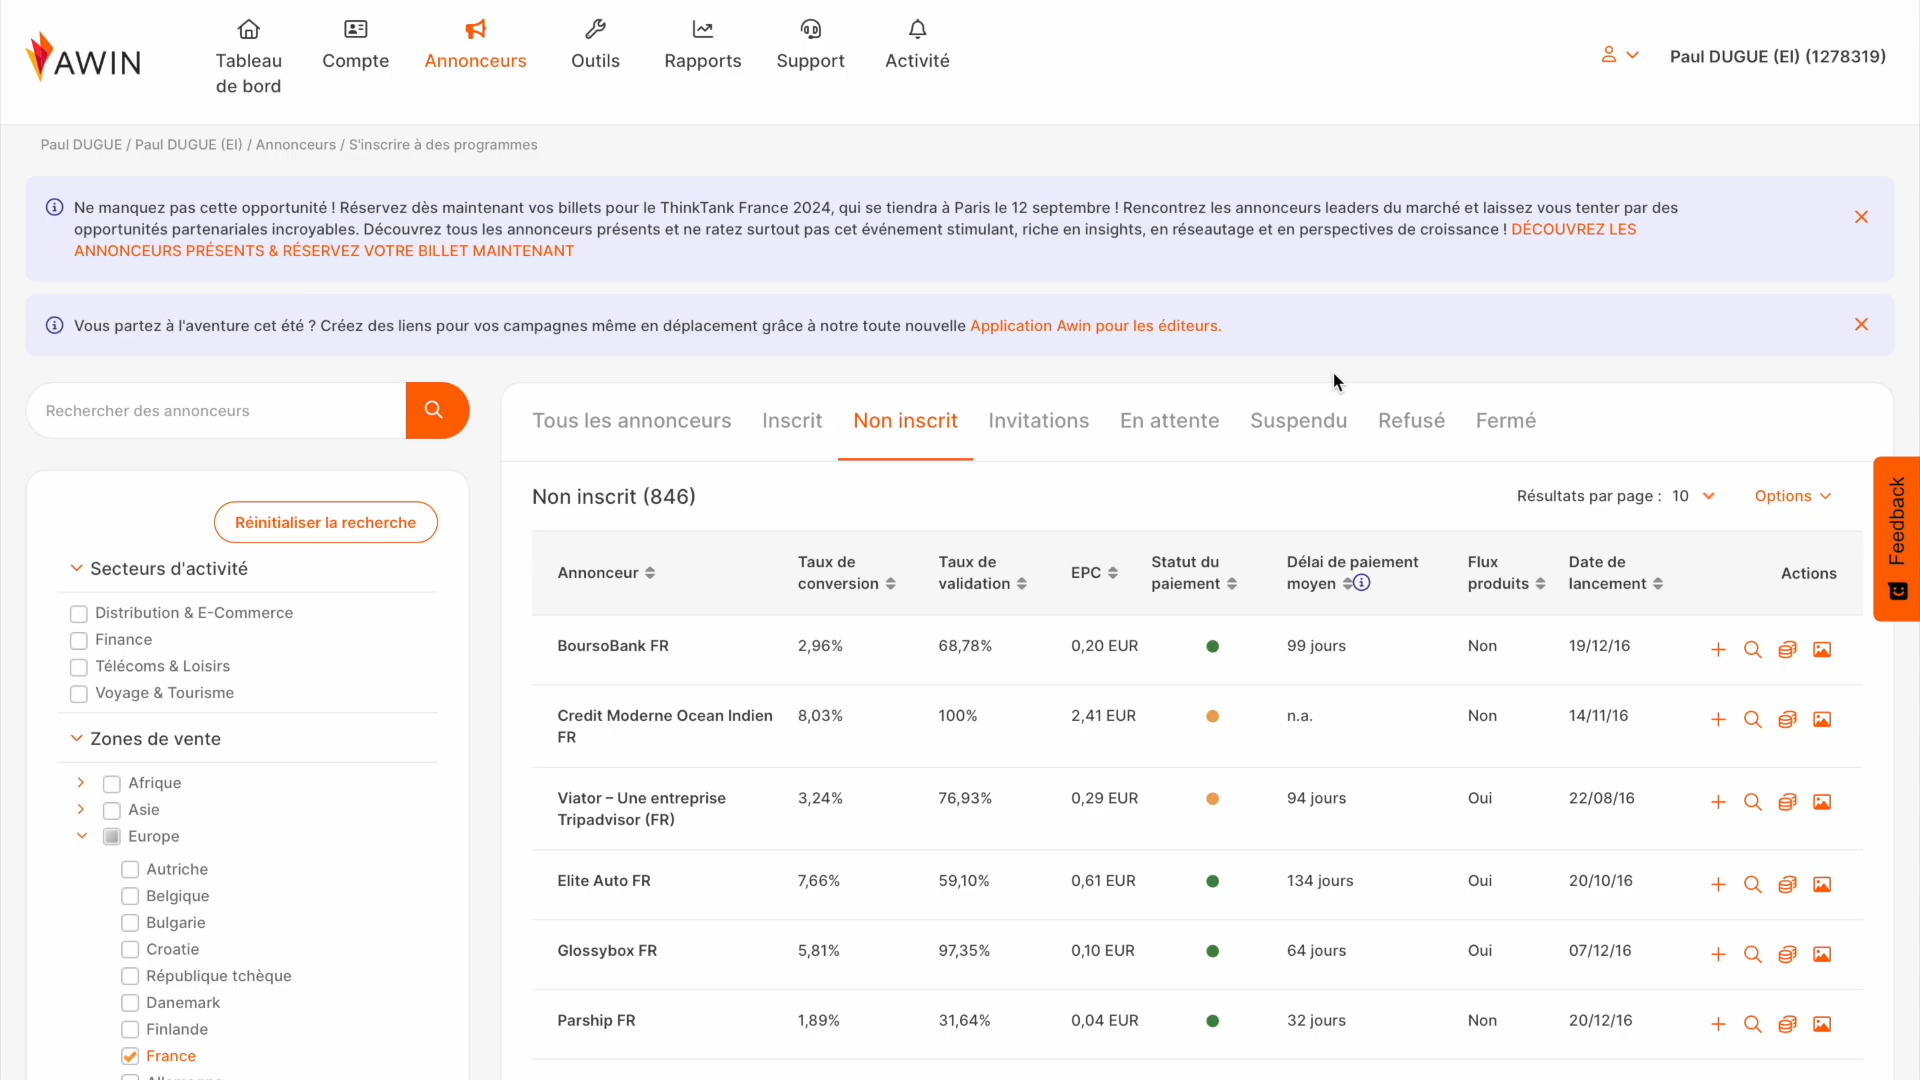 AWIN
Tableau
de bord
Compte
Annonceurs
Outils
Rapports
Support
Activité
Paul DUGUE (EI) (1278319)
Paul DUGUE / Paul DUGUE (EI) / Annonceurs / S'inscrire à des programmes
Ne manquez pas cette opportunité ! Réservez dès maintenant vos billets pour le ThinkTank France 2024, qui se tiendra à Paris le 12 septembre ! Rencontrez les annonceurs leaders du marché et laissez vous tenter par des
opportunités partenariales incroyables. Découvrez tous les annonceurs présents et ne ratez surtout pas cet événement stimulant, riche en insights, en réseautage et en perspectives de croissance ! DÉCOUVREZ LES
ANNONCEURS PRÉSENTS & RÉSERVEZ VOTRE BILLET MAINTENANT
Vous partez à l'aventure cet été ? Créez des liens pour vos campagnes même en déplacement grâce à notre toute nouvelle Application Awin pour les éditeurs.
Rechercher des annonceurs
Réinitialiser la recherche
Secteurs d'activité
Distribution & E-Commerce
Finance
Télécoms & Loisirs
Voyage & Tourisme
Zones de vente
Afrique
Asie
Europe
Autriche
Belgique
Bulgarie
Croatie
République tchèque
Danemark
Finlande
France
Tous les annonceurs Inscrit Non inscrit Invitations En attente Suspendu Refusé Fermé
Non inscrit (846)
Résultats par page : 10 Options
Annonceur
Taux de
conversion
Taux de
validation
EPC
Statut du
paiement
Délai de paiement
moyen
Flux
produits
Date de
lancement
Actions
BoursoBank FR 2,96% 68,78% 0,20 EUR 99 jours Non 19/12/16
Credit Moderne Ocean Indien 8,03% 100% 2,41 EUR n.a. Non 14/11/16
FR
Viator – Une entreprise 3,24% 76,93% 0,29 EUR 94 jours Oui 22/08/16
Tripadvisor (FR)
Elite Auto FR 7,66% 59,10% 0,61 EUR 134 jours Oui 20/10/16
Glossybox FR 5,81% 97,35% 0,10 EUR 64 jours Oui 07/12/16
Parship FR 1,89% 31,64% 0,04 EUR 32 jours Non 20/12/16
Feedback